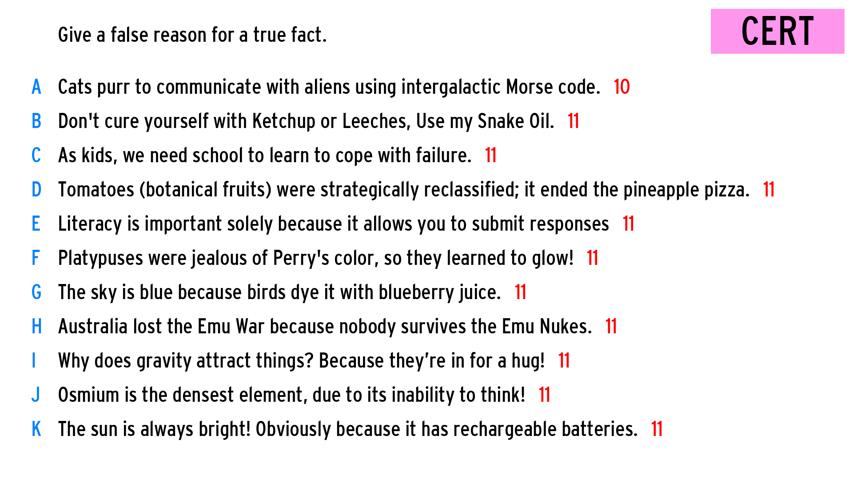 Give a false reason for a true fact.
CERT
A Cats purr to communicate with aliens using intergalactic Morse code. 10
B Don't cure yourself with Ketchup or Leeches, Use my Snake Oil. 11
C As kids, we need school to learn to cope with failure. 11
D Tomatoes (botanical fruits) were strategically reclassified; it ended the pineapple pizza. 11
E Literacy is important solely because it allows you to submit responses 11
F Platypuses were jealous of Perry's color, so they learned to glow! 11
G The sky is blue because birds dye it with blueberry juice. 11
H Australia lost the Emu War because nobody survives the Emu Nukes. 11
I Why does gravity attract things? Because they’re in for a hug! 11
J Osmium is the densest element, due to its inability to think! 11
K The sun is always bright! Obviously because it has rechargeable batteries. 11